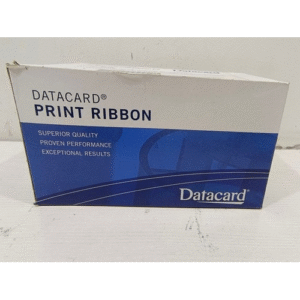 DATACARD®
PRINT RIBBON
SUPERIOR QUALITY
PROVEN PERFORMANCE
EXCEPTIONAL RESULTS
Datacard®